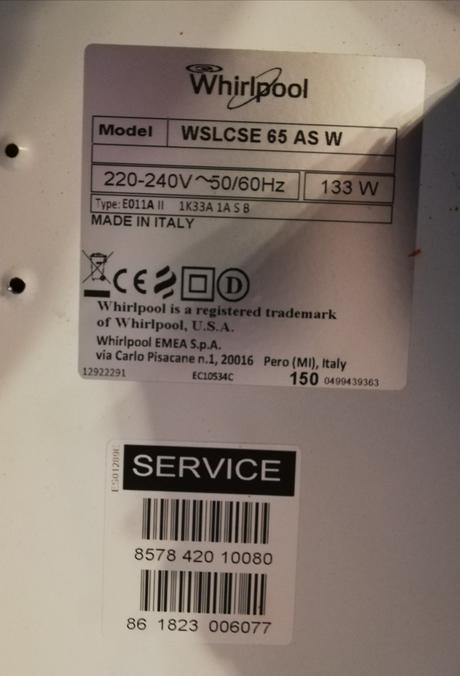 Whirlpool
Model WSLCSE 65 AS W
220-240V~50/60Hz 133 W
Type: E011A II 1K33A 1A S B
MADE IN ITALY
CE D
Whirlpool is a registered trademark
of Whirlpool, U.S.A.
Whirlpool EMEA S.p.A.
via Carlo Pisacane n.1, 20016 Pero (MI), Italy
12922291 EC10534C 150 0499439363
SERVICE
8578 420 10080
86 1823 006077